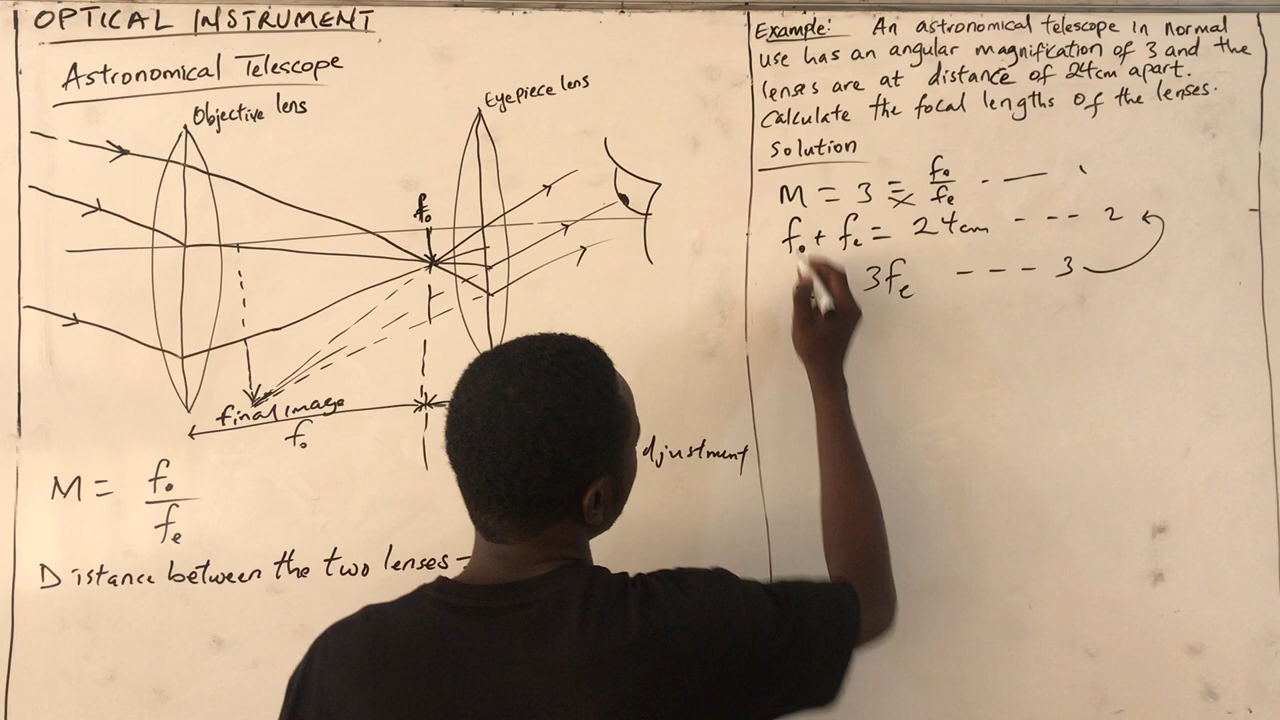 OPTICAL INSTRUMENT
Astronomical Telescope
Objective lens
Eyepiece lens
fo
final image
fo
djustment
M = fo/fe
Distance between the two lenses =
Example: An astronomical telescope in normal
use has an angular magnification of 3 and the
lenses are at distance of 24cm apart.
Calculate the focal lengths of the lenses.
Solution
M = 3 = fo/fe - — 1
fo + fe = 24cm - - - 2
3fe - - - 3